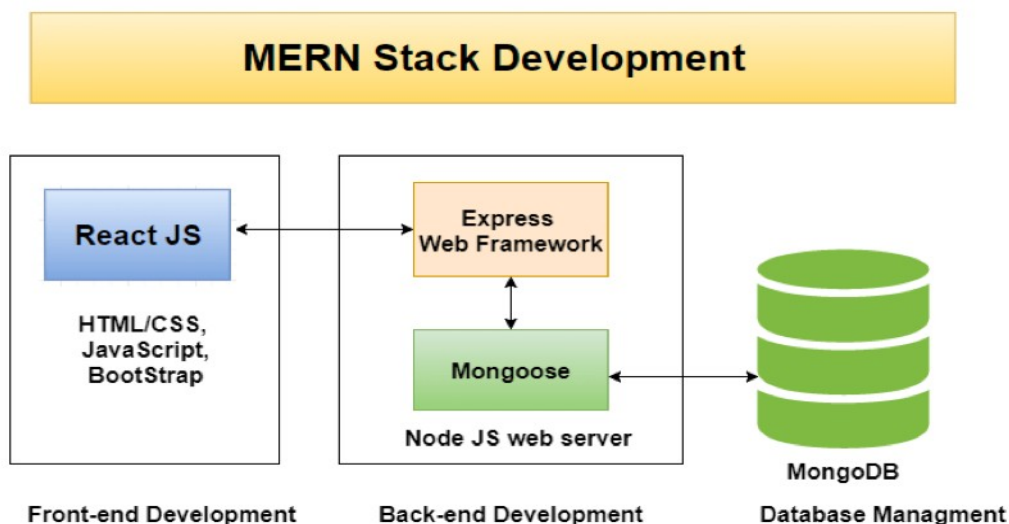 MERN Stack Development
React JS
HTML/CSS,
JavaScript,
BootStrap
Express
Web Framework
Mongoose
Node JS web server
MongoDB
Front-end Development
Back-end Development
Database Managment